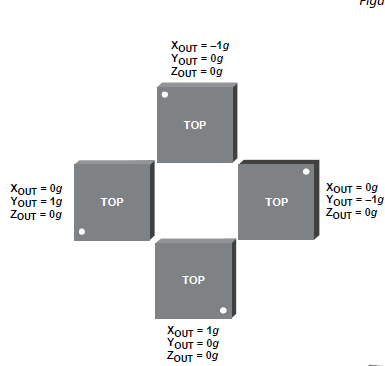 Figu
XOUT = –1g
YOUT = 0g
ZOUT = 0g
TOP
XOUT = 0g
YOUT = 1g
ZOUT = 0g
TOP
TOP
XOUT = 0g
YOUT = –1g
ZOUT = 0g
TOP
XOUT = 1g
YOUT = 0g
ZOUT = 0g